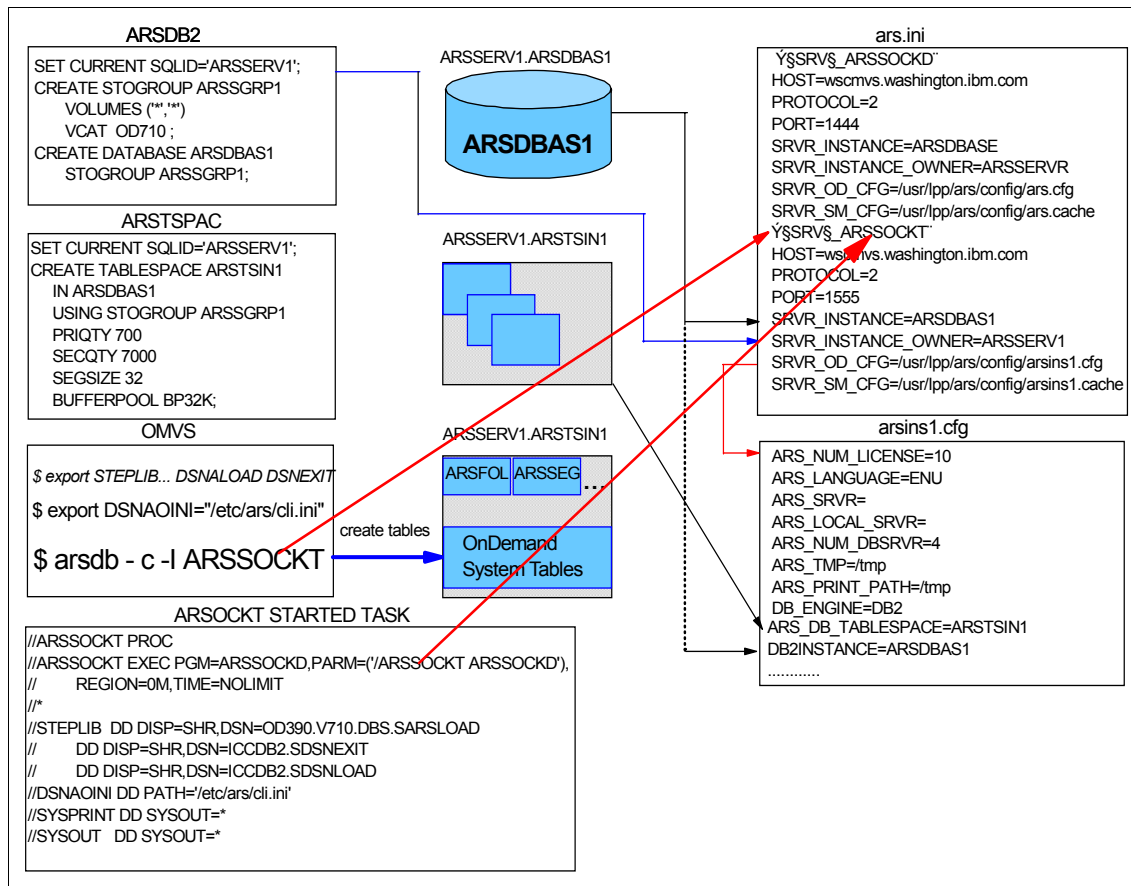 ARSDB2
SET CURRENT SQLID='ARSSERV1';
CREATE STOGROUP ARSSGRP1
VOLUMES ('*','*')
VCAT OD710 ;
CREATE DATABASE ARSDBAS1
STOGROUP ARSSGRP1;
ARSTSPAC
SET CURRENT SQLID='ARSSERV1';
CREATE TABLESPACE ARSTSIN1
IN ARSDBAS1
USING STOGROUP ARSSGRP1
PRIQTY 700
SECQTY 7000
SEGSIZE 32
BUFFERPOOL BP32K;
OMVS
$ export STEPLIB... DSNALOAD DSNEXIT
$ export DSNAOINI="/etc/ars/cli.ini"
$ arsdb - c -I ARSSOCKT
create tables
ARSSERV1.ARSDBAS1
ARSDBAS1
ARSSERV1.ARSTSIN1
ARSSERV1.ARSTSIN1
ARSFOL ARSSEG ...
OnDemand
System Tables
ars.ini
Ý§SRV§_ARSSOCKD¨
HOST=wscmvs.washington.ibm.com
PROTOCOL=2
PORT=1444
SRVR_INSTANCE=ARSDBASE
SRVR_INSTANCE_OWNER=ARSSERVR
SRVR_OD_CFG=/usr/lpp/ars/config/ars.cfg
SRVR_SM_CFG=/usr/lpp/ars/config/ars.cache
Ý§SRV§_ARSSOCKT¨
HOST=wscmvs.washington.ibm.com
PROTOCOL=2
PORT=1555
SRVR_INSTANCE=ARSDBAS1
SRVR_INSTANCE_OWNER=ARSSERV1
SRVR_OD_CFG=/usr/lpp/ars/config/arsins1.cfg
SRVR_SM_CFG=/usr/lpp/ars/config/arsins1.cache
arsins1.cfg
ARS_NUM_LICENSE=10
ARS_LANGUAGE=ENU
ARS_SRVR=
ARS_LOCAL_SRVR=
ARS_NUM_DBSRVR=4
ARS_TMP=/tmp
ARS_PRINT_PATH=/tmp
DB_ENGINE=DB2
ARS_DB_TABLESPACE=ARSTSIN1
DB2INSTANCE=ARSDBAS1
............
ARSOCKT STARTED TASK
//ARSSOCKT PROC
//ARSSOCKT EXEC PGM=ARSSOCKD,PARM=('/ARSSOCKT ARSSOCKD'),
// REGION=0M,TIME=NOLIMIT
//*
//STEPLIB DD DISP=SHR,DSN=OD390.V710.DBS.SARSLOAD
// DD DISP=SHR,DSN=ICCDB2.SDSNEXIT
// DD DISP=SHR,DSN=ICCDB2.SDSNLOAD
//DSNAOINI DD PATH='/etc/ars/cli.ini'
//SYSPRINT DD SYSOUT=*
//SYSOUT DD SYSOUT=*